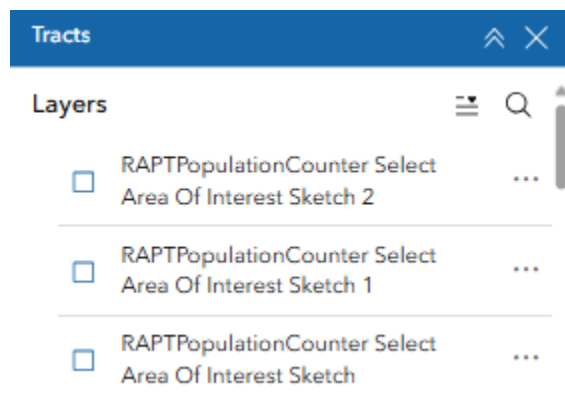 Tracts
Layers
RAPTPopulationCounter Select
Area Of Interest Sketch 2
RAPTPopulationCounter Select
Area Of Interest Sketch 1
RAPTPopulationCounter Select
Area Of Interest Sketch